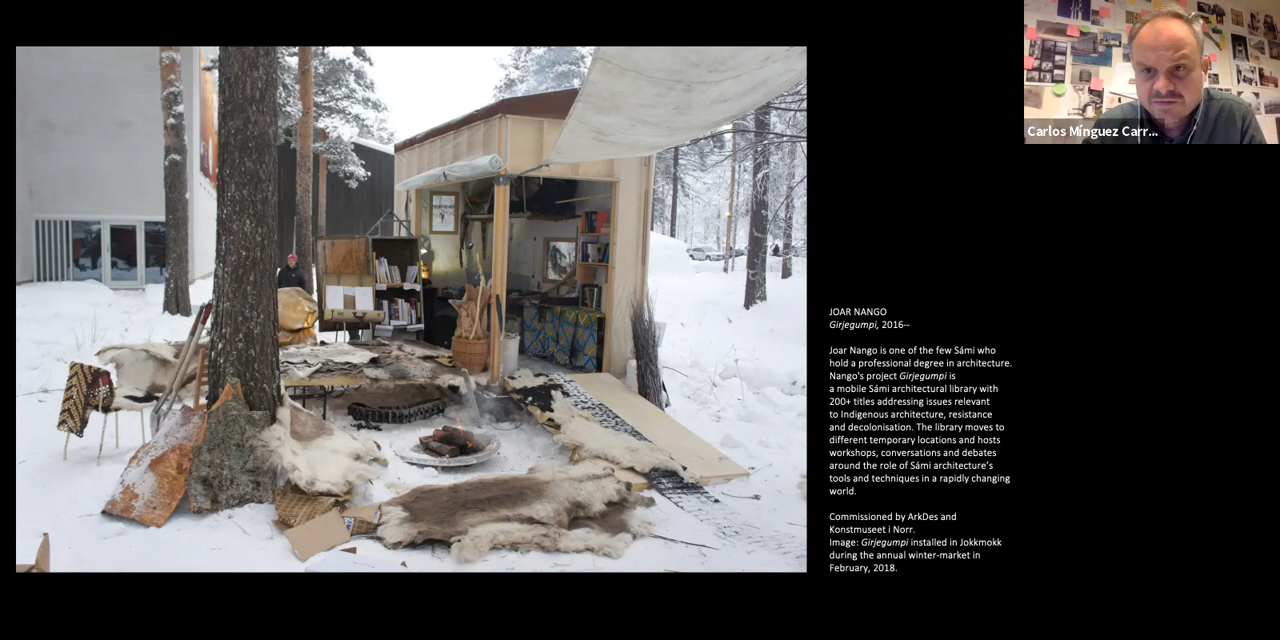 Carlos Mínguez Carr...
JOAR NANGO
Girjegumpi, 2016--
Joar Nango is one of the few Sámi who
hold a professional degree in architecture.
Nango's project Girjegumpi is
a mobile Sámi architectural library with
200+ titles addressing issues relevant
to Indigenous architecture, resistance
and decolonisation. The library moves to
different temporary locations and hosts
workshops, conversations and debates
around the role of Sámi architecture’s
tools and techniques in a rapidly changing
world.
Commissioned by ArkDes and
Konstmuseet i Norr.
Image: Girjegumpi installed in Jokkmokk
during the annual winter-market in
February, 2018.